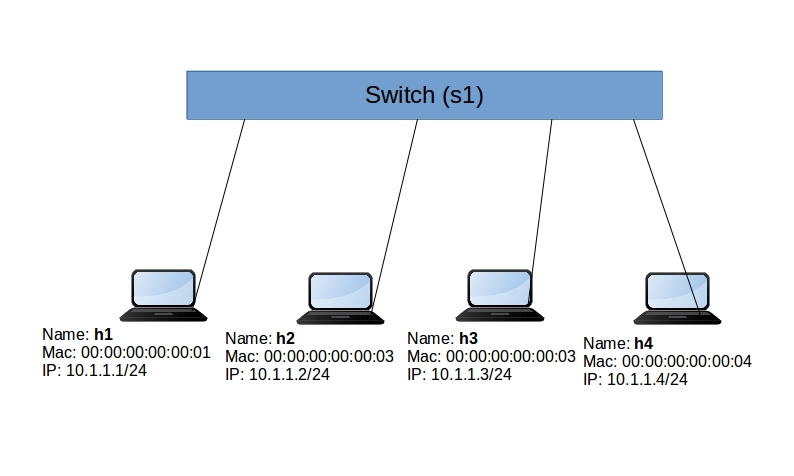 Switch (s1)
Name: h1
Mac: 00:00:00:00:00:01
IP: 10.1.1.1/24
Name: h2
Mac: 00:00:00:00:00:03
IP: 10.1.1.2/24
Name: h3
Mac: 00:00:00:00:00:03
IP: 10.1.1.3/24
Name: h4
Mac: 00:00:00:00:00:04
IP: 10.1.1.4/24